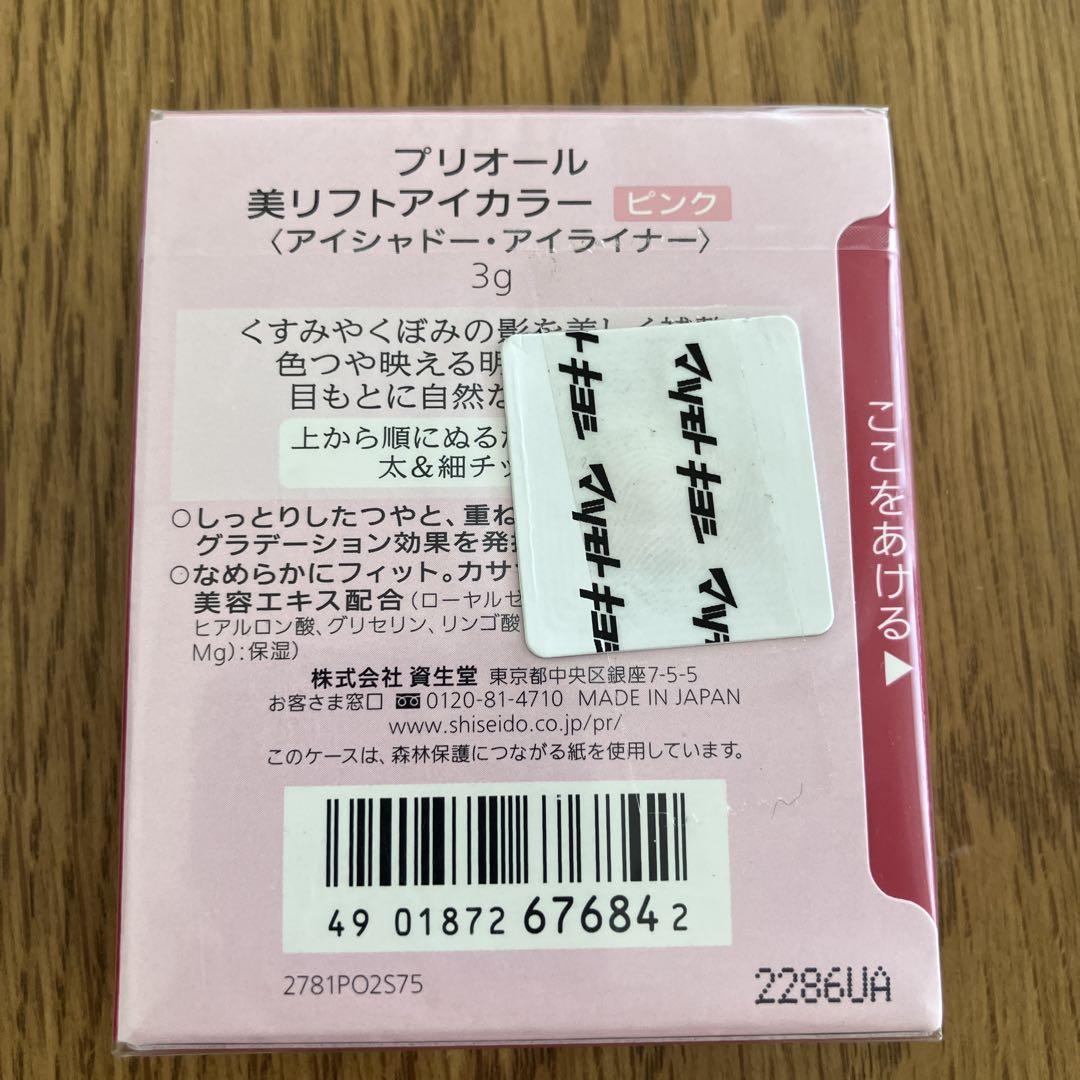 プリオール
美リフトアイカラー ピンク
〈アイシャドー・アイライナー〉
3g
くすみやくぼみの影を美しく
色つや映える明
目もとに自然な
上から順にぬるだ
太&細チッ
○しっとりしたつやと、重ね
グラデーション効果を発揮
○なめらかにフィット。カサ
美容エキス配合(ローヤルゼ
ヒアルロン酸、グリセリン、リンゴ酸
Mg):保湿)
株式会社 資生堂 東京都中央区銀座7-5-5
お客さま窓口 0120-81-4710 MADE IN JAPAN
www.shiseido.co.jp/pr/
このケースは、森林保護につながる紙を使用しています。
49 01872 67684 2
2781PO2S75
2286UA
ここをあける▶
トキヨシ マツモトキヨシ
マツモトキヨシ マツモ